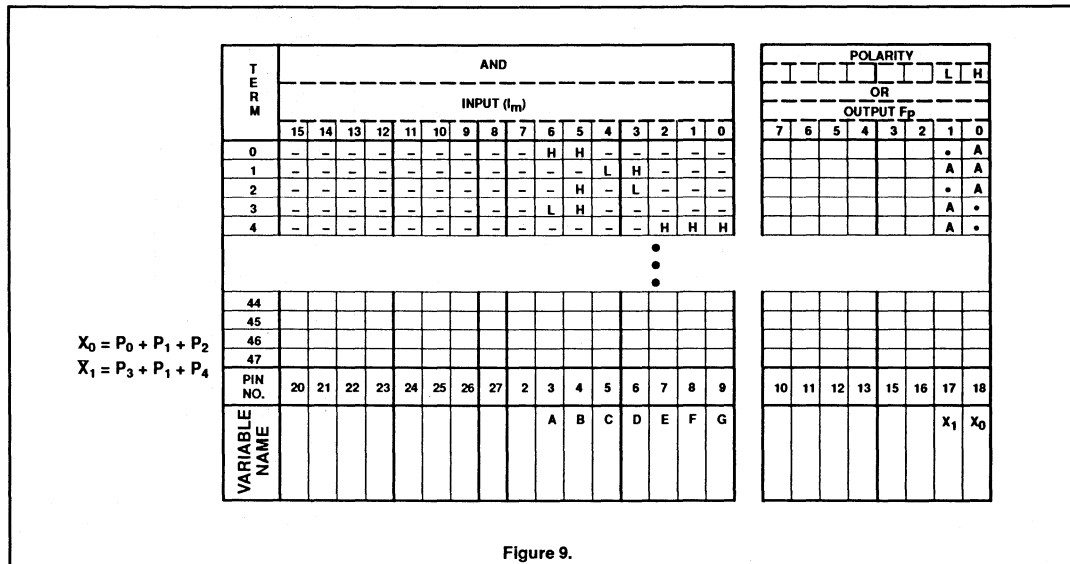 TERM
AND
INPUT (Im)
15 14 13 12 11 10 9 8 7 6 5 4 3 2 1 0
POLARITY
L H
OR
OUTPUT Fp
7 6 5 4 3 2 1 0
0 – – – – – – – – – H H – – – – – • A
1 – – – – – – – – – – – L H – – – A A
2 – – – – – – – – – – H – L – – – • A
3 – – – – – – – – – L H – – – – – A •
4 – – – – – – – – – – – – – H H H A •
44
45
46
47
X0 = P0 + P1 + P2
X̅1 = P3 + P1 + P4
PIN NO. 20 21 22 23 24 25 26 27 2 3 4 5 6 7 8 9 10 11 12 13 15 16 17 18
VARIABLE NAME A B C D E F G X1 X0
Figure 9.